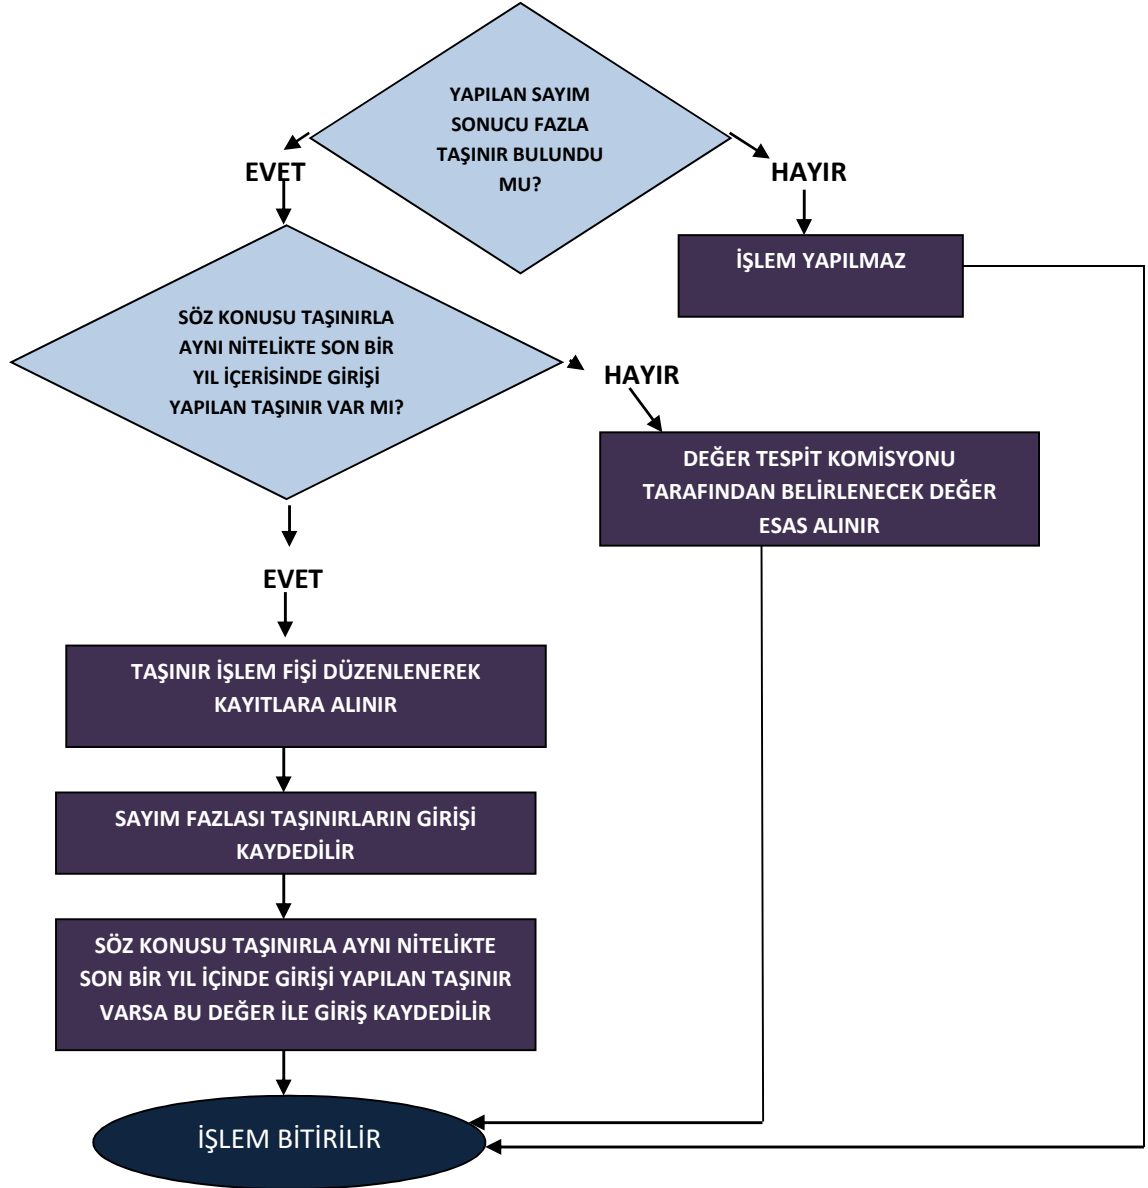 YAPILAN SAYIM
SONUCU FAZLA
TAŞINIR BULUNDU
MU?
EVET
HAYIR
İŞLEM YAPILMAZ
SÖZ KONUSU TAŞINIRLA
AYNI NİTELİKTE SON BİR
YIL İÇERİSİNDE GİRİŞİ
YAPILAN TAŞINIR VAR MI?
HAYIR
DEĞER TESPİT KOMİSYONU
TARAFINDAN BELİRLENECEK DEĞER
ESAS ALINIR
EVET
TAŞINIR İŞLEM FİŞİ DÜZENLENEREK
KAYITLARA ALINIR
SAYIM FAZLASI TAŞINIRLARIN GİRİŞİ
KAYDEDİLİR
SÖZ KONUSU TAŞINIRLA AYNI NİTELİKTE
SON BİR YIL İÇİNDE GİRİŞİ YAPILAN TAŞINIR
VARSA BU DEĞER İLE GİRİŞ KAYDEDİLİR
İŞLEM BİTİRİLİR